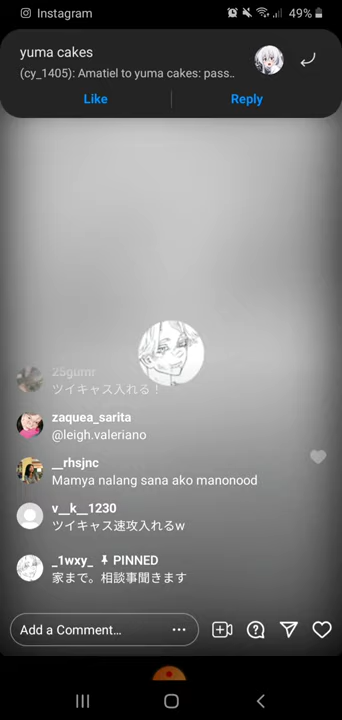 Instagram
49%
yuma cakes
(cy_1405): Amatiel to yuma cakes: pass..
Like
Reply
25gumr
ツイキャス入れる！
zaquea_sarita
@leigh.valeriano
__rhsjnc
Mamya nalang sana ako manonood
v__k__1230
ツイキャス速攻入れるw
_1wxy_ PINNED
家まで。相談事聞きます
Add a Comment...